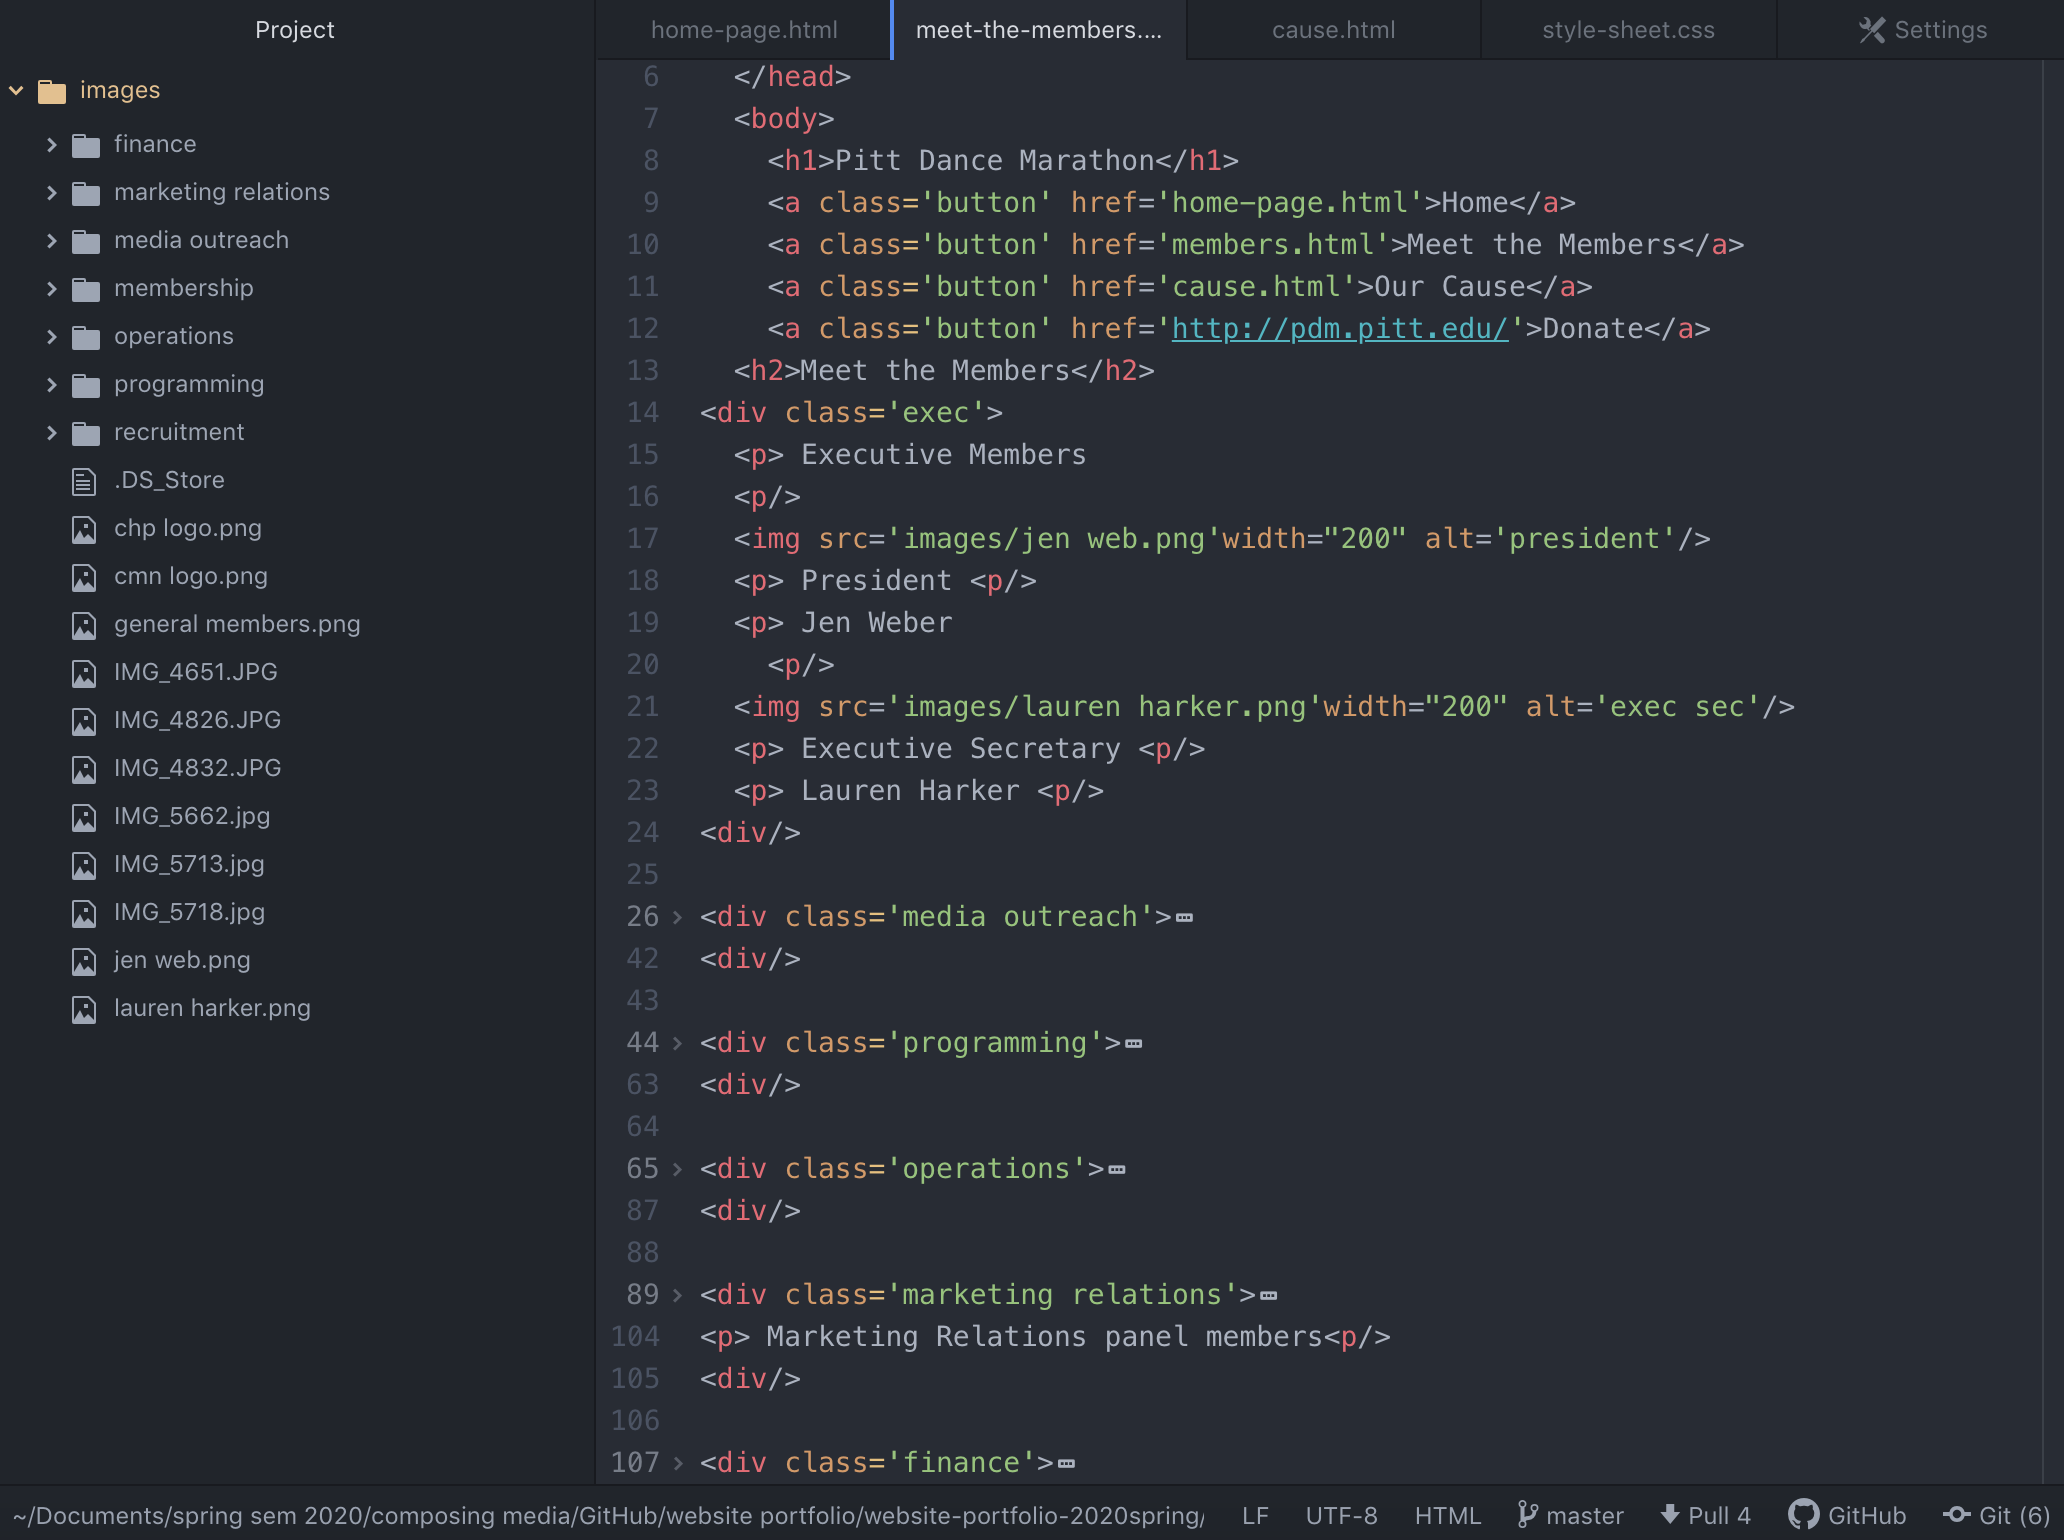 Project
images
finance
marketing relations
media outreach
membership
operations
programming
recruitment
.DS_Store
chp logo.png
cmn logo.png
general members.png
IMG_4651.JPG
IMG_4826.JPG
IMG_4832.JPG
IMG_5662.jpg
IMG_5713.jpg
IMG_5718.jpg
jen web.png
lauren harker.png
home-page.html meet-the-members.… cause.html style-sheet.css Settings
6 </head>
7 <body>
8 <h1>Pitt Dance Marathon</h1>
9 <a class='button' href='home-page.html'>Home</a>
10 <a class='button' href='members.html'>Meet the Members</a>
11 <a class='button' href='cause.html'>Our Cause</a>
12 <a class='button' href='http://pdm.pitt.edu/'>Donate</a>
13 <h2>Meet the Members</h2>
14 <div class='exec'>
15 <p> Executive Members
16 <p/>
17 <img src='images/jen web.png'width="200" alt='president'/>
18 <p> President <p/>
19 <p> Jen Weber
20 <p/>
21 <img src='images/lauren harker.png'width="200" alt='exec sec'/>
22 <p> Executive Secretary <p/>
23 <p> Lauren Harker <p/>
24 <div/>
25
26 <div class='media outreach'>
42 <div/>
43
44 <div class='programming'>
63 <div/>
64
65 <div class='operations'>
87 <div/>
88
89 <div class='marketing relations'>
104 <p> Marketing Relations panel members<p/>
105 <div/>
106
107 <div class='finance'>
~/Documents/spring sem 2020/composing media/GitHub/website portfolio/website-portfolio-2020spring/ LF UTF-8 HTML master Pull 4 GitHub Git (6)